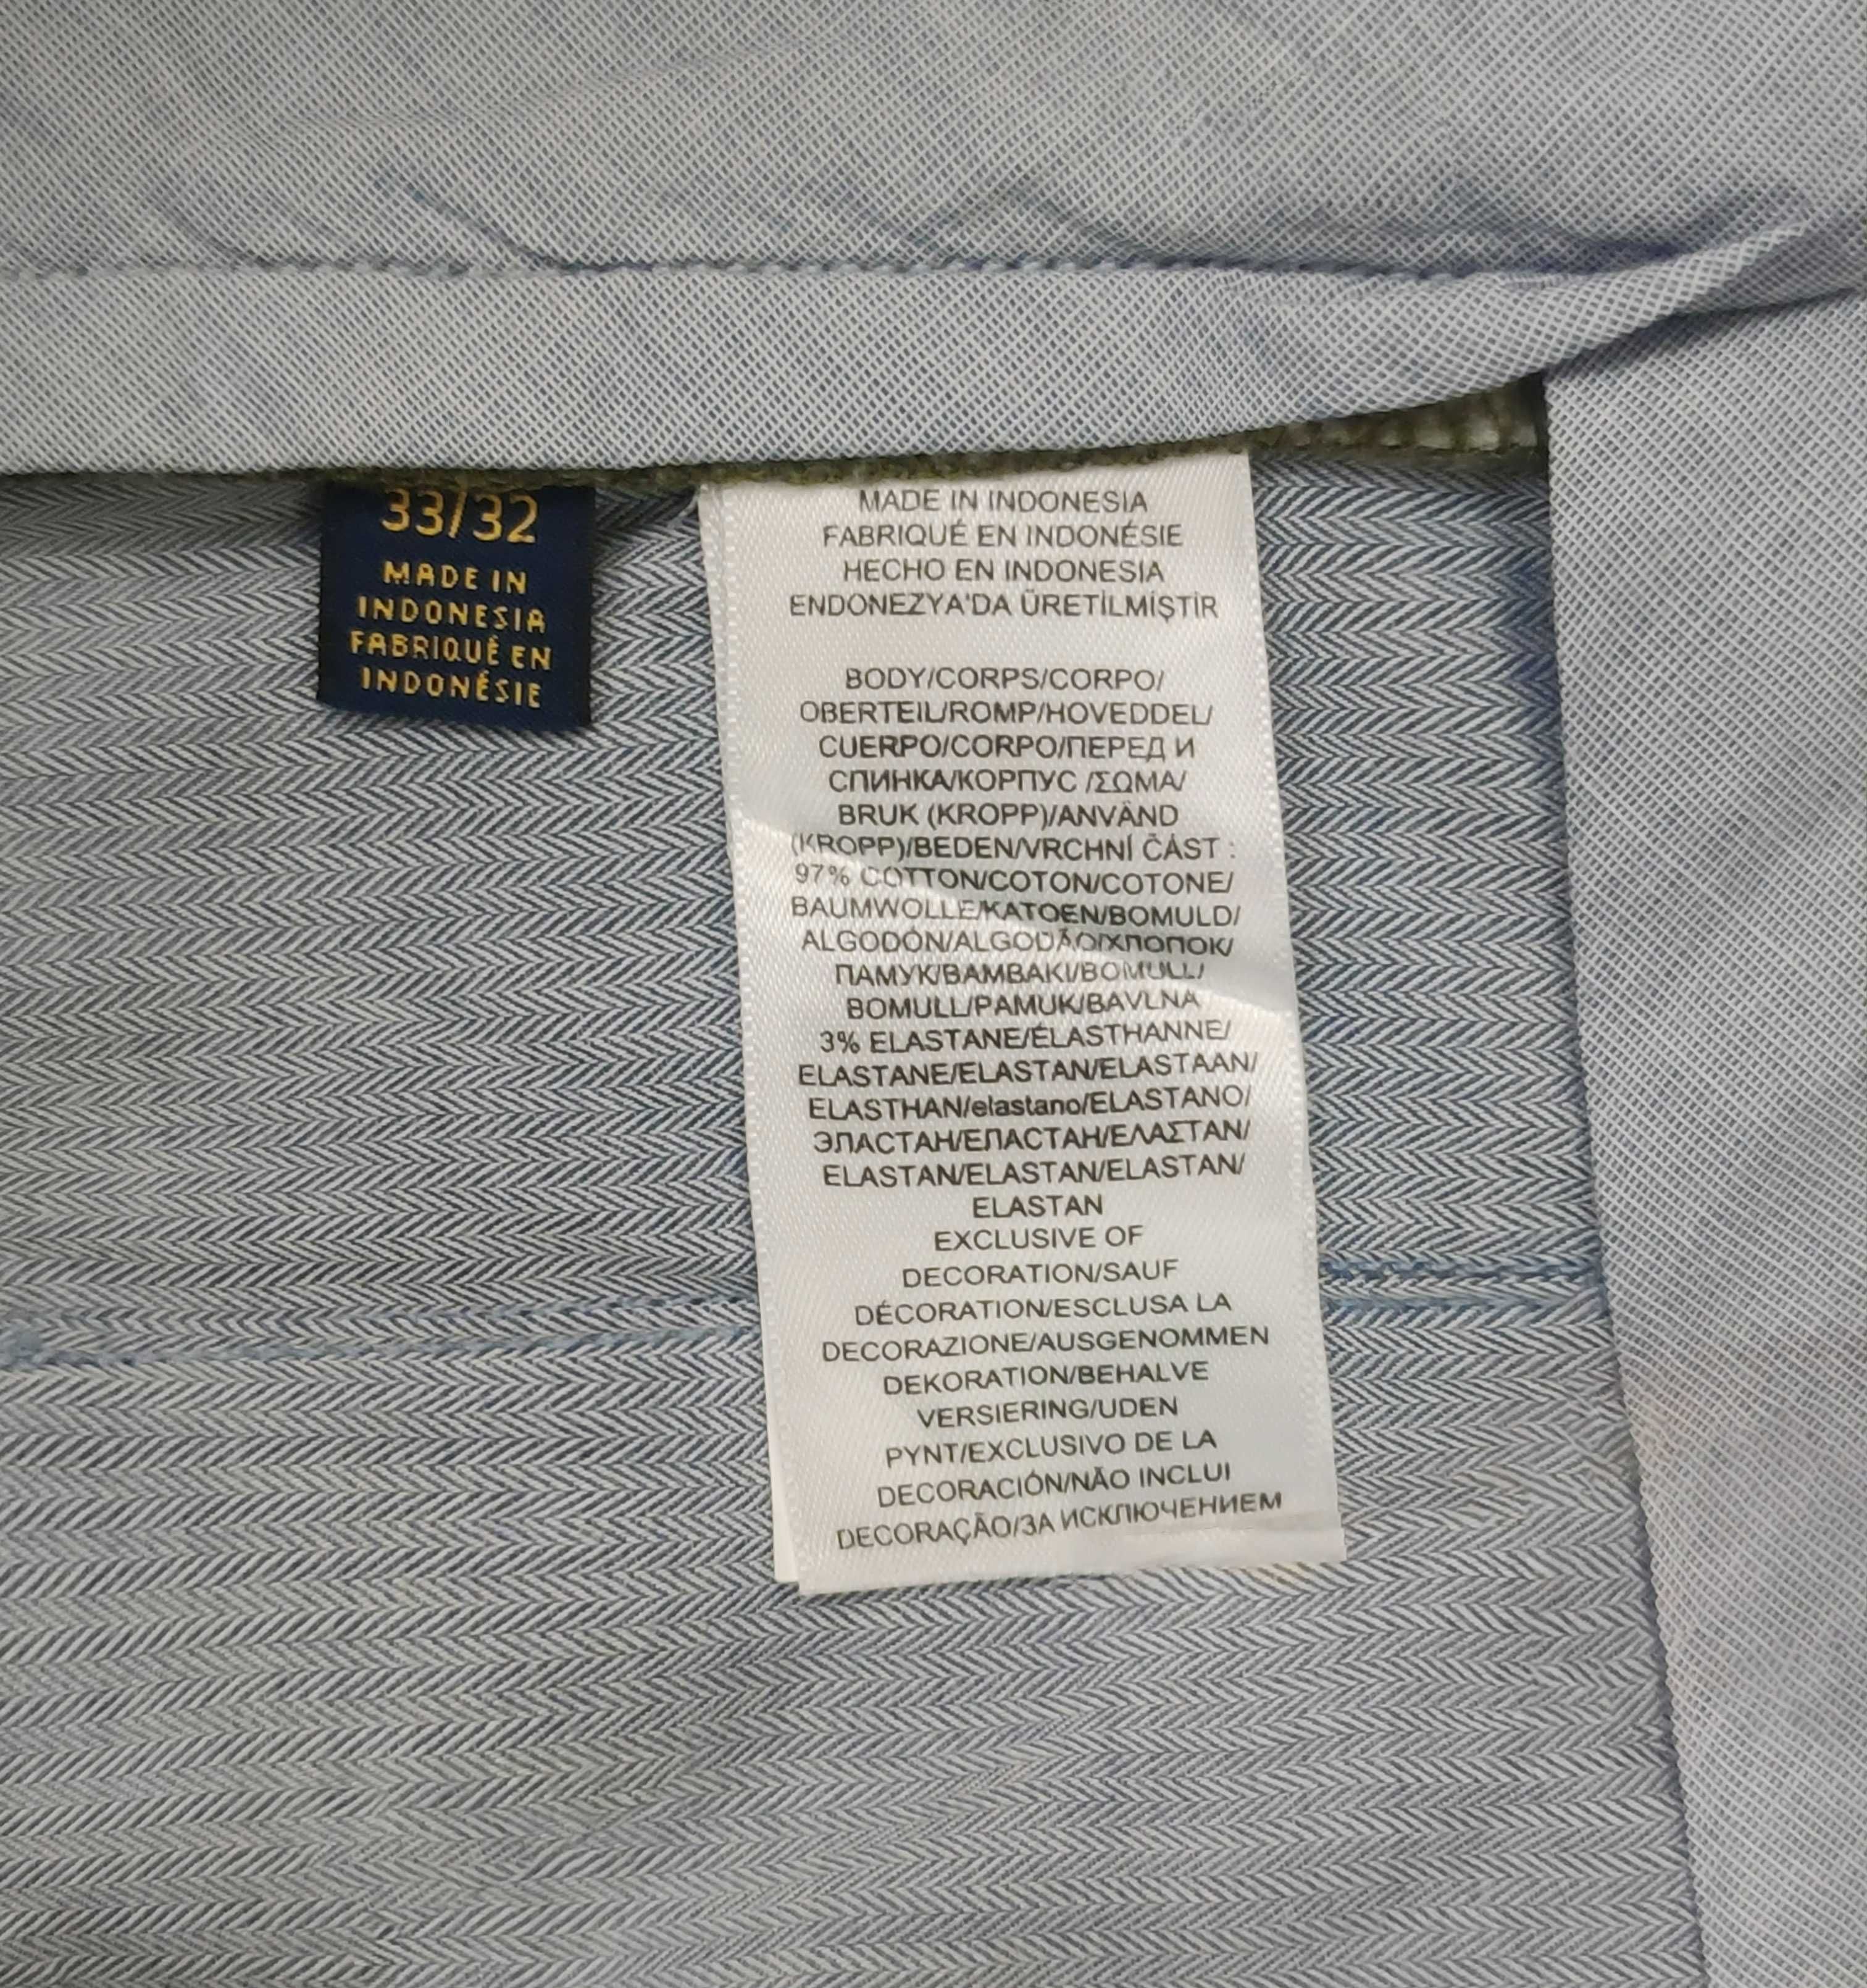 33/32
MADE IN
INDONESIA
FABRIQUÉ EN
INDONÉSIE
MADE IN INDONESIA
FABRIQUÉ EN INDONÉSIE
HECHO EN INDONESIA
ENDONEZYA'DA ÜRETİLMİŞTİR
BODY/CORPS/CORPO/
OBERTEIL/ROMP/HOVEDDEL/
CUERPO/CORPO/ПЕРЕД И
СПИНКА/КОРПУС /ΣΩΜΑ/
BRUK (KROPP)/ANVÄND
(KROPP)/BEDEN/VRCHNÍ ČÁST :
97% COTTON/COTON/COTONE/
BAUMWOLLE/KATOEN/BOMULD/
ALGODÓN/ALGODÃO/ХЛОПОК/
ПАМУК/ΒΑΜΒΑΚΙ/BOMULL/
BOMULL/PAMUK/BAVLNA
3% ELASTANE/ÉLASTHANNE/
ELASTANE/ELASTAN/ELASTAAN/
ELASTHAN/elastano/ELASTANO/
ЭЛАСТАН/ЕЛАСТАН/ΕΛΑΣΤΑΝ/
ELASTAN/ELASTAN/ELASTAN/
ELASTAN
EXCLUSIVE OF
DECORATION/SAUF
DÉCORATION/ESCLUSA LA
DECORAZIONE/AUSGENOMMEN
DEKORATION/BEHALVE
VERSIERING/UDEN
PYNT/EXCLUSIVO DE LA
DECORACIÓN/NÃO INCLUI
DECORAÇÃO/ЗА ИСКЛЮЧЕНИЕМ